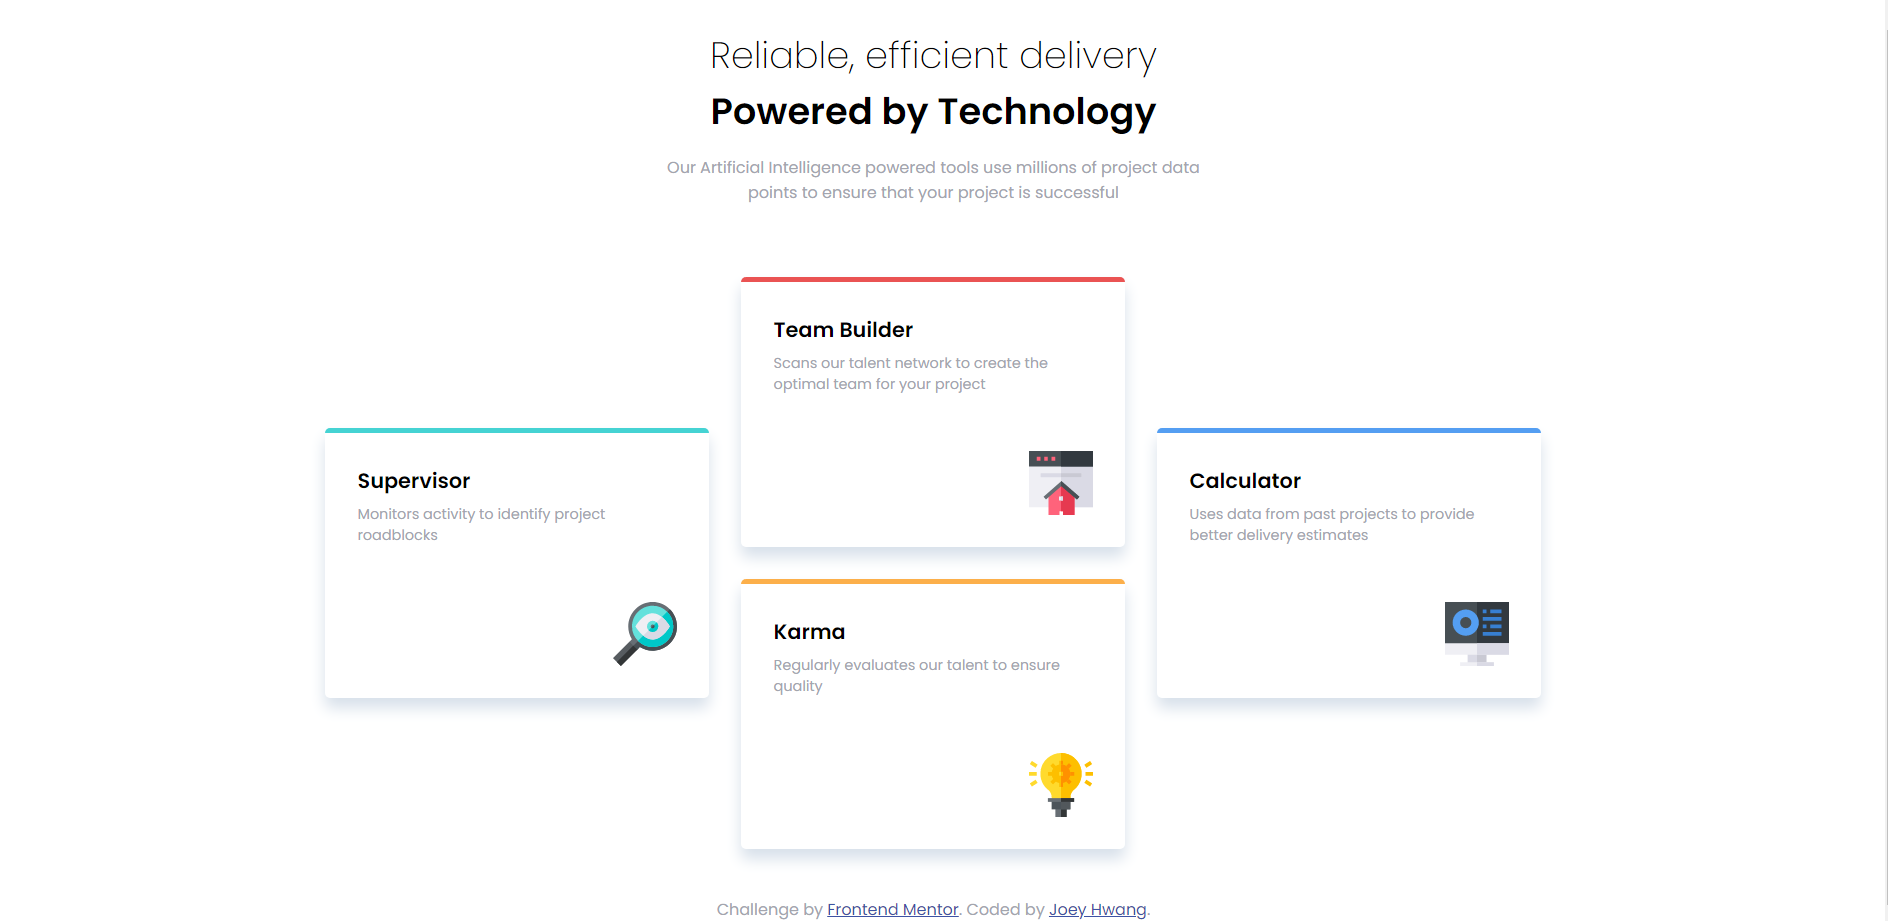 Reliable, efficient delivery
Powered by Technology
Our Artificial Intelligence powered tools use millions of project data
points to ensure that your project is successful
Team Builder
Scans our talent network to create the
optimal team for your project
Supervisor
Monitors activity to identify project
roadblocks
Calculator
Uses data from past projects to provide
better delivery estimates
Karma
Regularly evaluates our talent to ensure
quality
Challenge by Frontend Mentor. Coded by Joey Hwang.